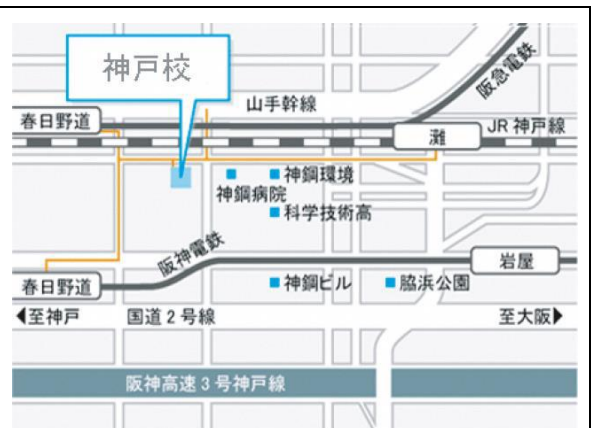 神戸校
阪急電鉄
山手幹線
春日野道
灘
JR 神戸線
神鋼環境
神鋼病院
科学技術高
阪神電鉄
岩屋
春日野道
神鋼ビル
脇浜公園
◀至神戸
国道2号線
至大阪▶
阪神高速3号神戸線